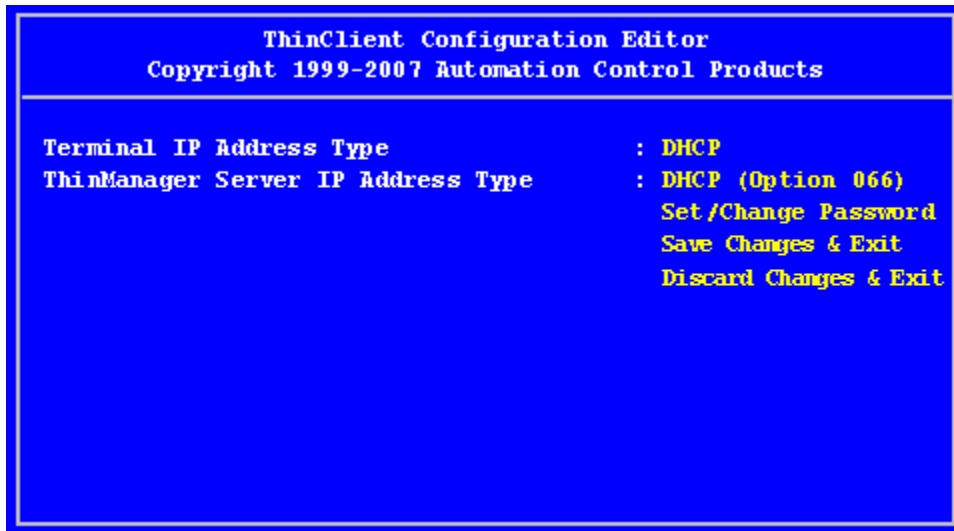 ThinClient Configuration Editor
Copyright 1999-2007 Automation Control Products
Terminal IP Address Type : DHCP
ThinManager Server IP Address Type : DHCP (Option 066)
Set/Change Password
Save Changes & Exit
Discard Changes & Exit